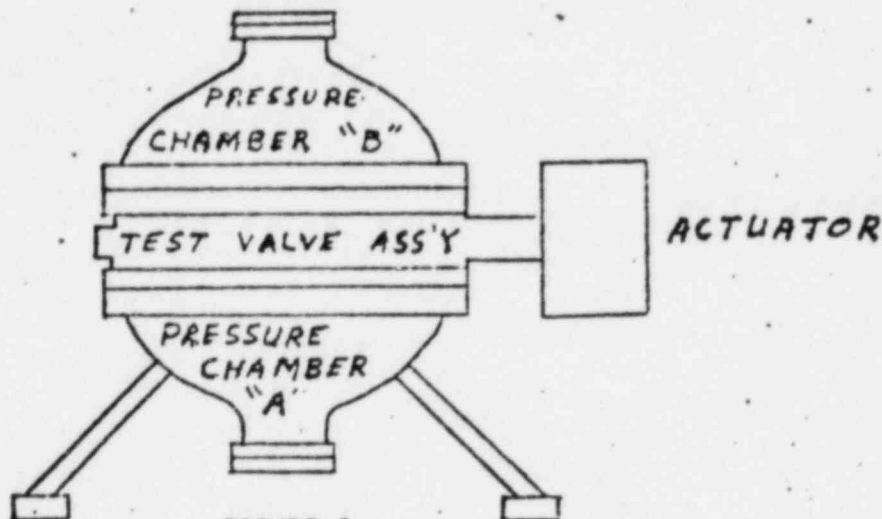 PRESSURE
CHAMBER "B"
TEST VALVE ASS'Y
ACTUATOR
PRESSURE
CHAMBER
"A"